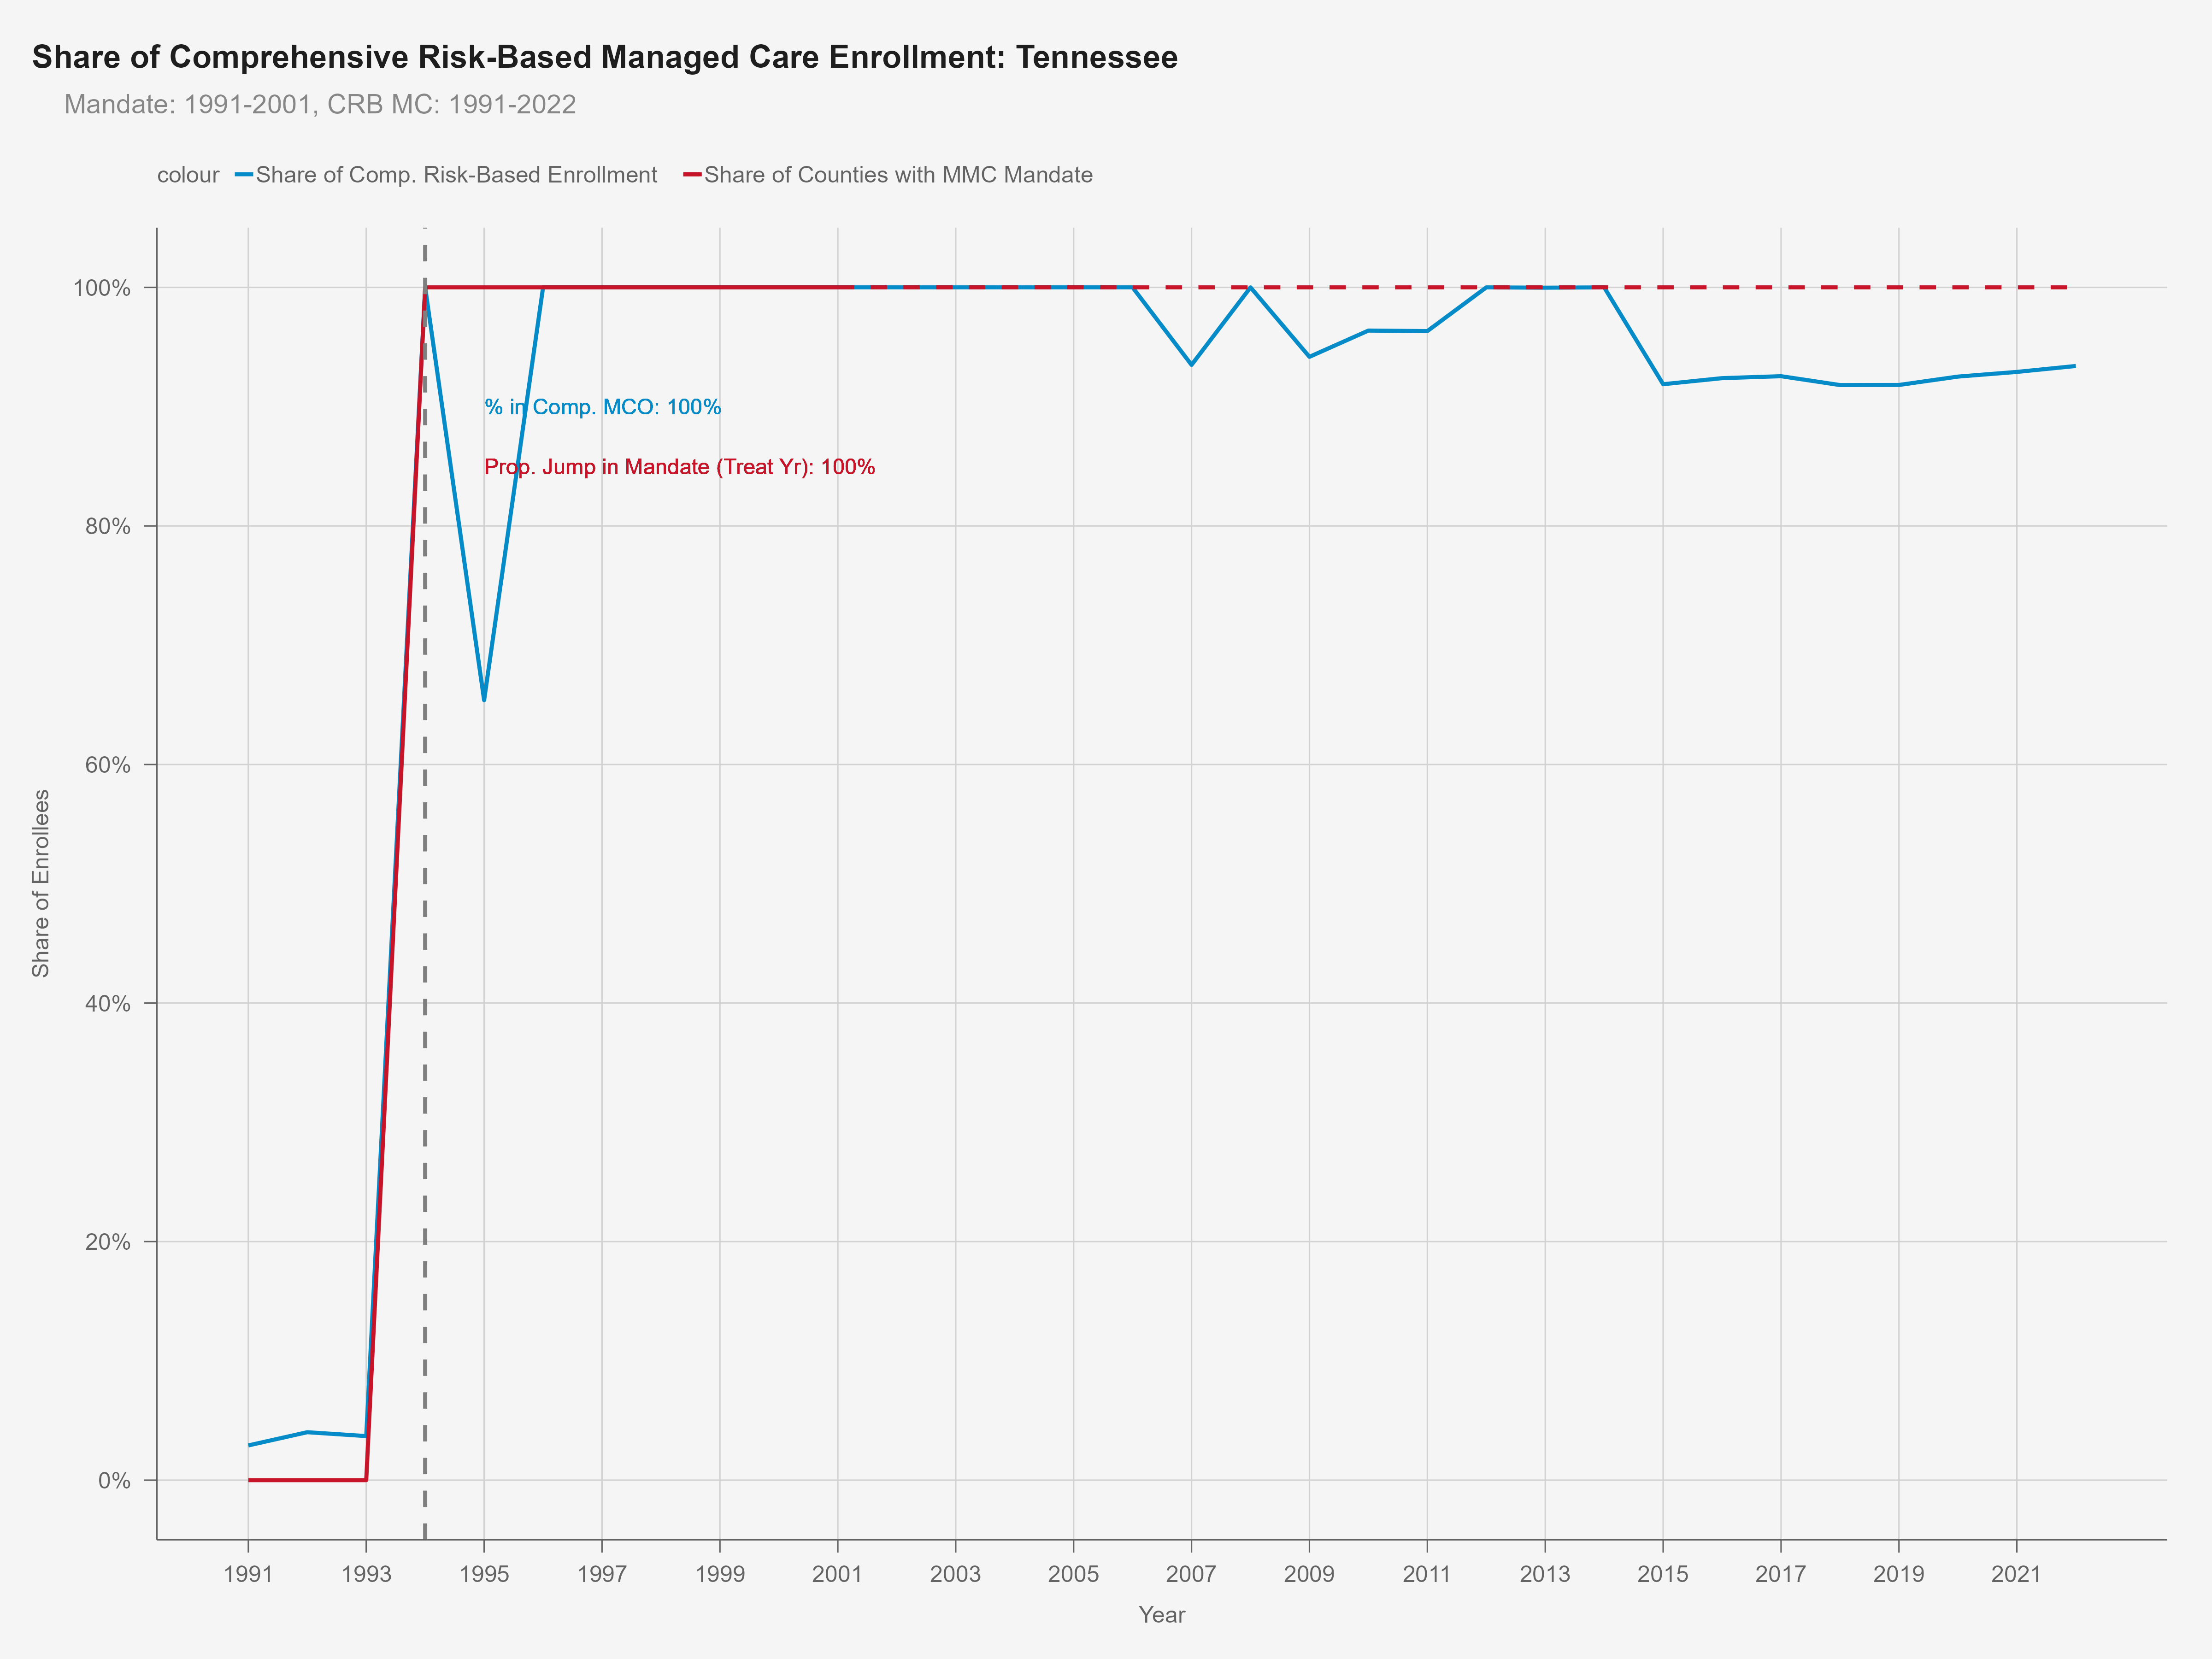 Share of Comprehensive Risk-Based Managed Care Enrollment: Tennessee
Mandate: 1991-2001, CRB MC: 1991-2022
colour Share of Comp. Risk-Based Enrollment Share of Counties with MMC Mandate
100%
80%
60%
40%
20%
0%
Share of Enrollees
% in Comp. MCO: 100%
Prop. Jump in Mandate (Treat Yr): 100%
1991 1993 1995 1997 1999 2001 2003 2005 2007 2009 2011 2013 2015 2017 2019 2021
Year